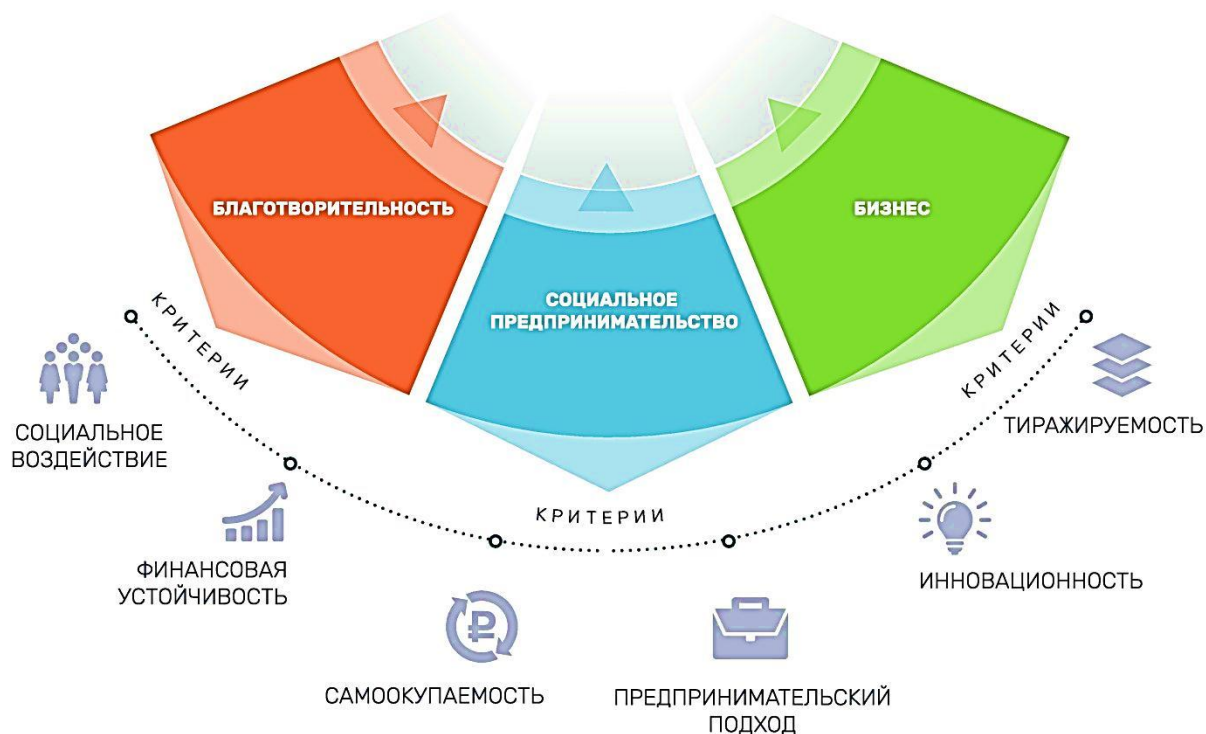 БЛАГОТВОРИТЕЛЬНОСТЬ
СОЦИАЛЬНОЕ
ПРЕДПРИНИМАТЕЛЬСТВО
БИЗНЕС
КРИТЕРИИ
КРИТЕРИИ
КРИТЕРИИ
СОЦИАЛЬНОЕ
ВОЗДЕЙСТВИЕ
ФИНАНСОВАЯ
УСТОЙЧИВОСТЬ
САМООКУПАЕМОСТЬ
ПРЕДПРИНИМАТЕЛЬСКИЙ
ПОДХОД
ИННОВАЦИОННОСТЬ
ТИРАЖИРУЕМОСТЬ